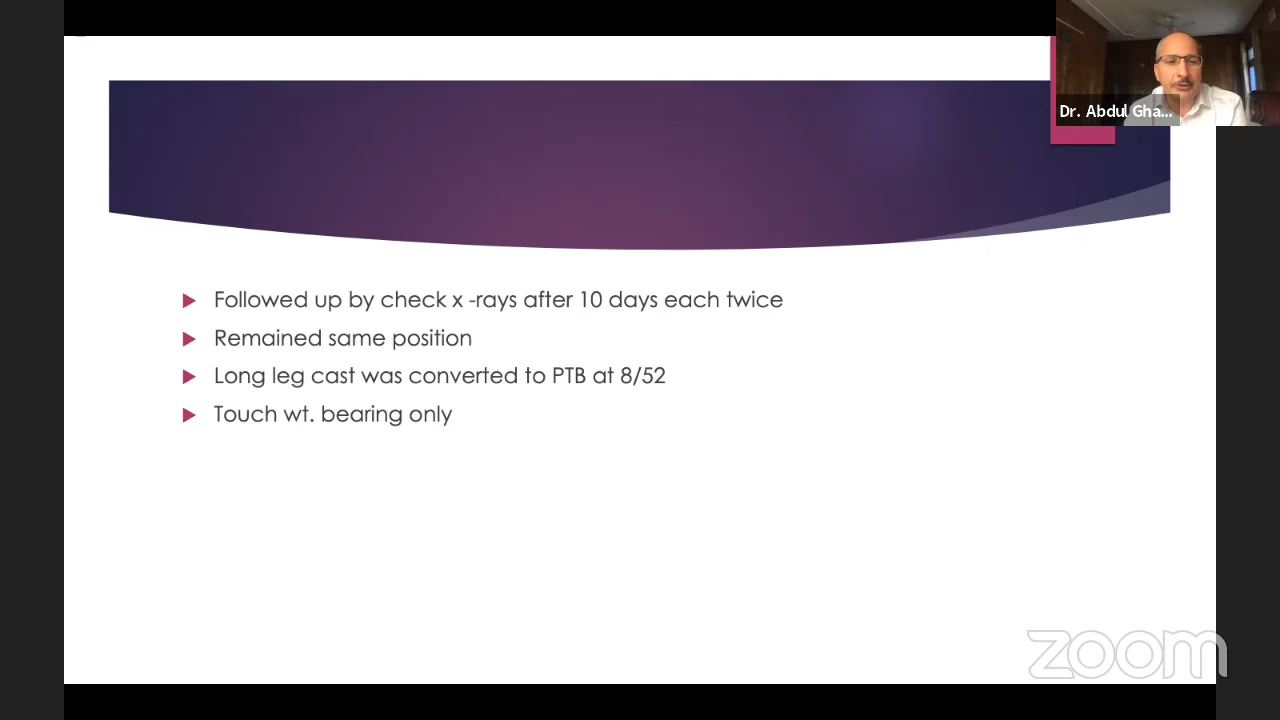 Dr. Abdul Gha...
Followed up by check x -rays after 10 days each twice
Remained same position
Long leg cast was converted to PTB at 8/52
Touch wt. bearing only
zoom